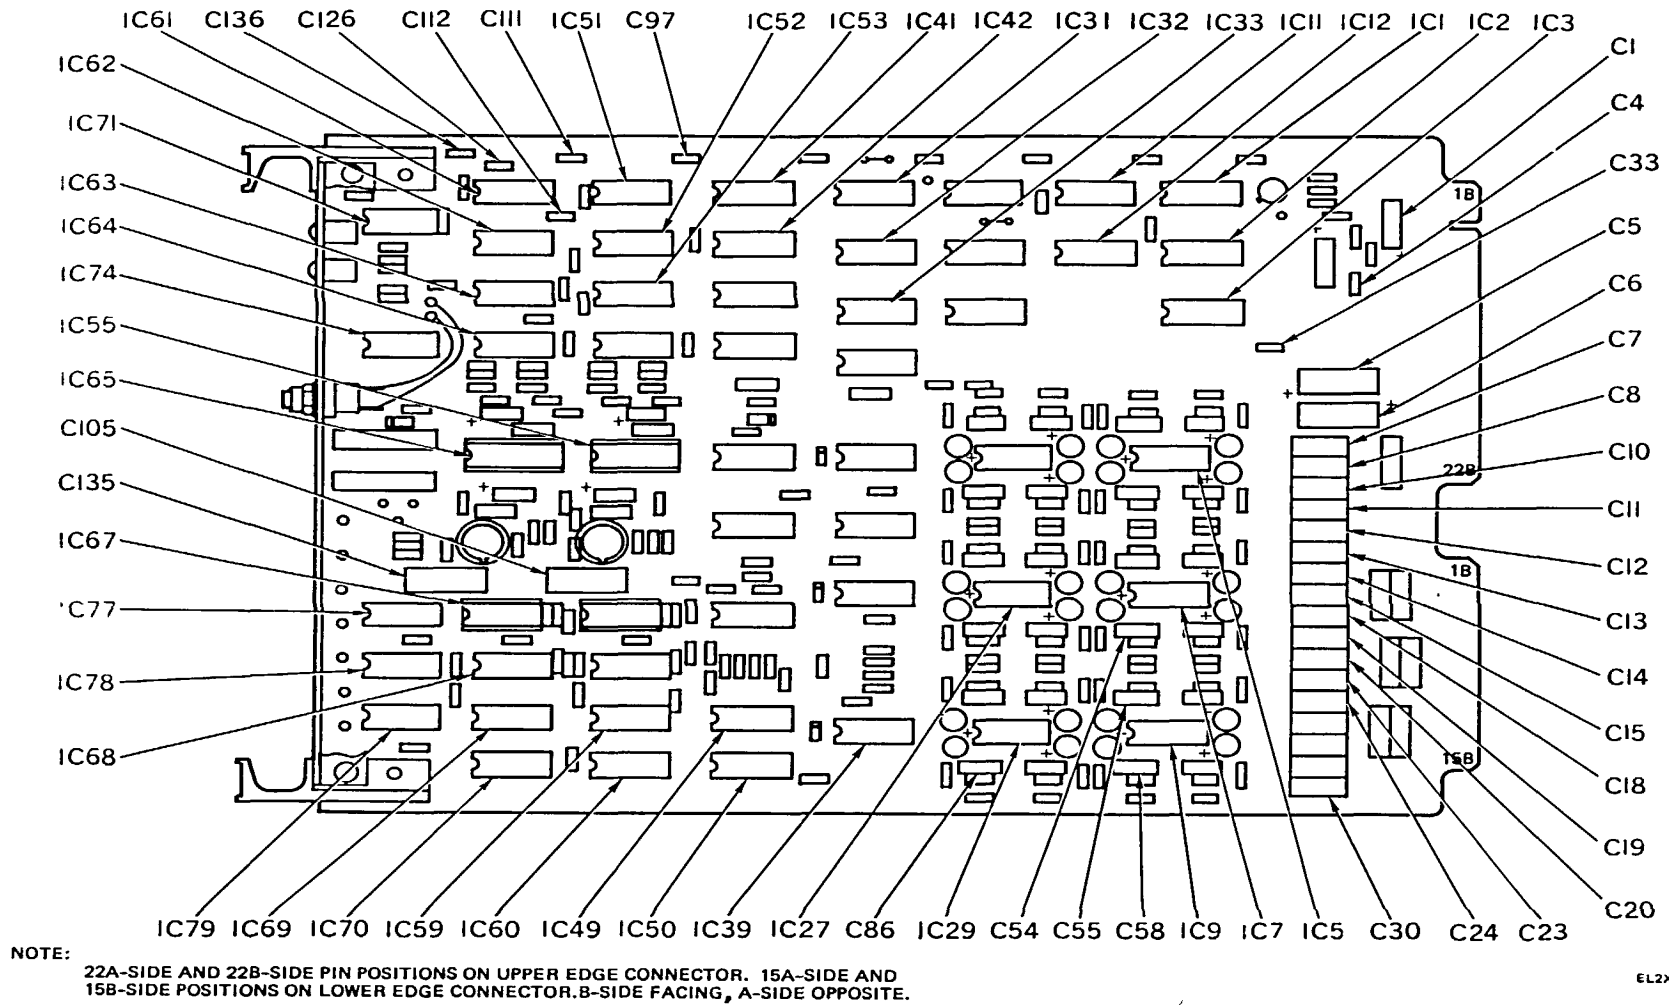 IC61 C136 C126 C112 C111 IC51 C97 IC52 IC53 IC41 IC42 IC31 IC32 IC33 IC11 IC12 IC1 IC2 IC3
C1
IC62
C4
IC71
C33
IC63
C5
IC64
IC74
C6
IC55
C7
IC65
C8
C105
C10
C135
C11
IC67
C12
'C77
C13
IC78
C14
C15
IC68
C18
C19
C20
1B
22B
1B
15B
+ + + + + + + + + + + + + + + + + + + + + + +
IC79 IC69 IC70 IC59 IC60 IC49 IC50 IC39 IC27 C86 IC29 C54 C55 C58 IC9 IC7 IC5 C30 C24 C23
NOTE:
22A-SIDE AND 22B-SIDE PIN POSITIONS ON UPPER EDGE CONNECTOR. 15A-SIDE AND
15B-SIDE POSITIONS ON LOWER EDGE CONNECTOR.B-SIDE FACING, A-SIDE OPPOSITE.